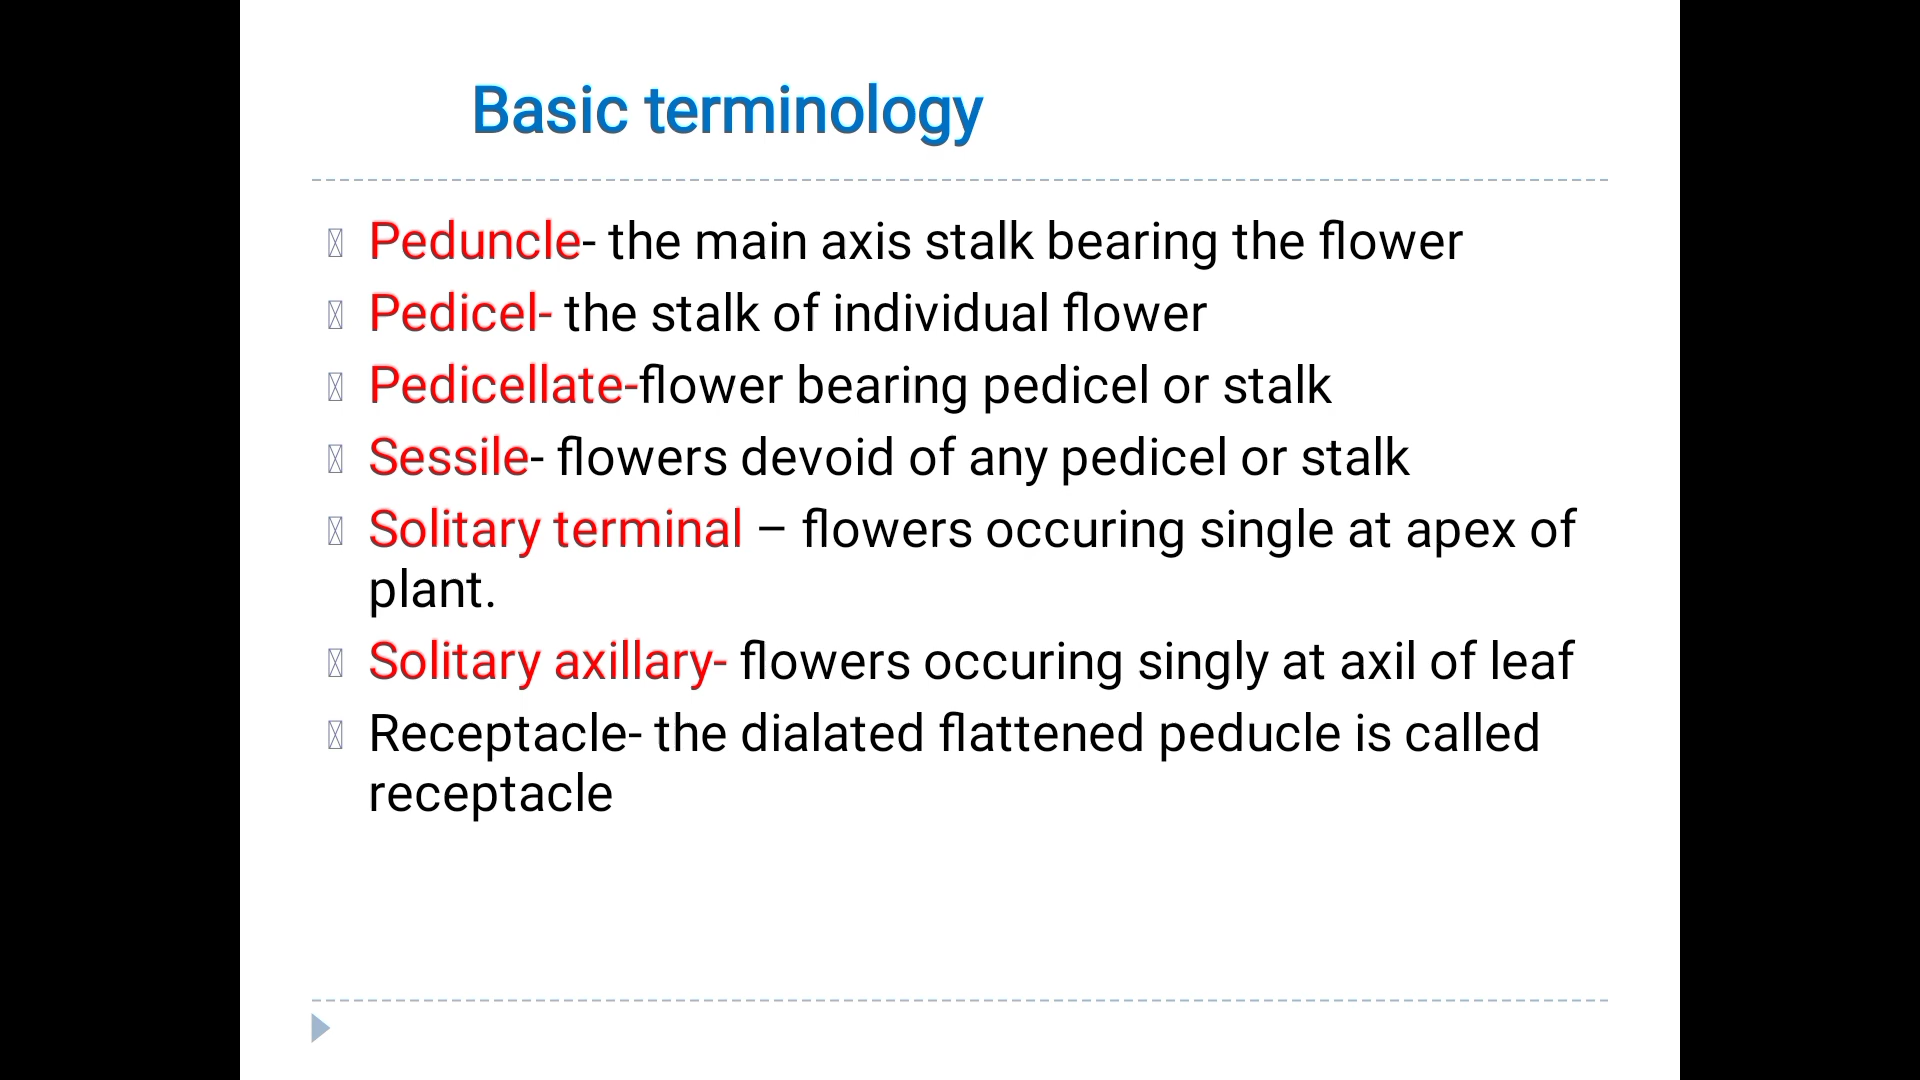 Basic terminology
Peduncle- the main axis stalk bearing the flower
Pedicel- the stalk of individual flower
Pedicellate-flower bearing pedicel or stalk
Sessile- flowers devoid of any pedicel or stalk
Solitary terminal – flowers occuring single at apex of
plant.
Solitary axillary- flowers occuring singly at axil of leaf
Receptacle- the dialated flattened peducle is called
receptacle